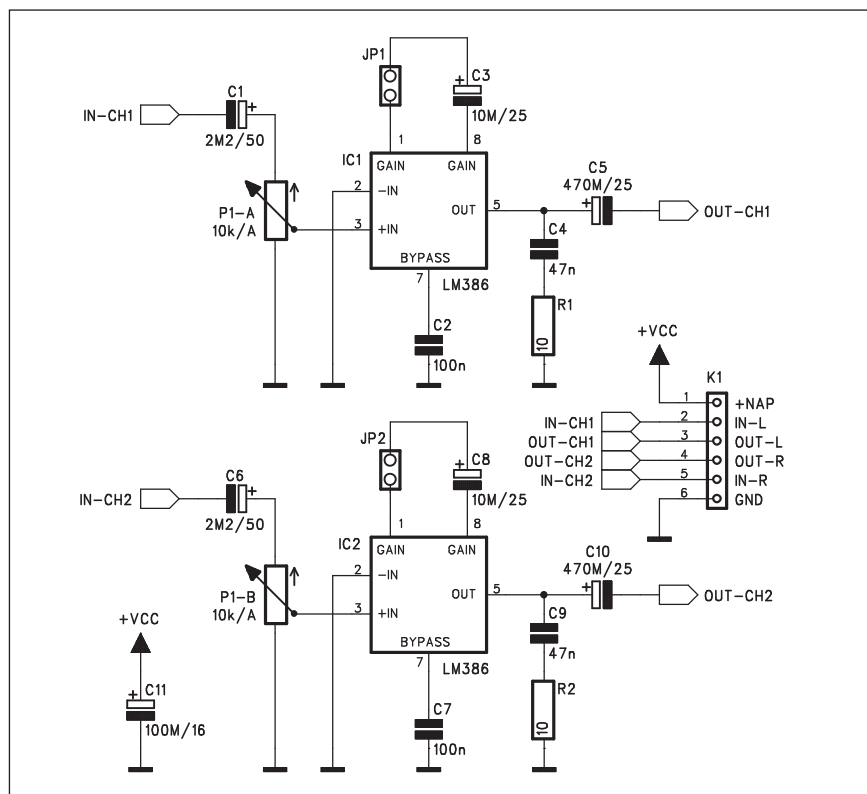 JP1
C3
10M/25
C1
IN-CH1
2M2/50
1
8
IC1
GAIN
GAIN
2
-IN
P1-A
10k/A
3
+IN
OUT
5
BYPASS
7
LM386
C5
470M/25
OUT-CH1
C4
47n
C2
100n
R1
10
+VCC
K1
1
+NAP
IN-CH1
2
IN-L
OUT-CH1
3
OUT-L
OUT-CH2
4
OUT-R
IN-CH2
5
IN-R
6
GND
JP2
C8
10M/25
C6
IN-CH2
2M2/50
1
8
IC2
GAIN
GAIN
2
-IN
P1-B
10k/A
3
+IN
OUT
5
BYPASS
7
LM386
C10
470M/25
OUT-CH2
C9
47n
C7
100n
R2
10
+VCC
C11
100M/16